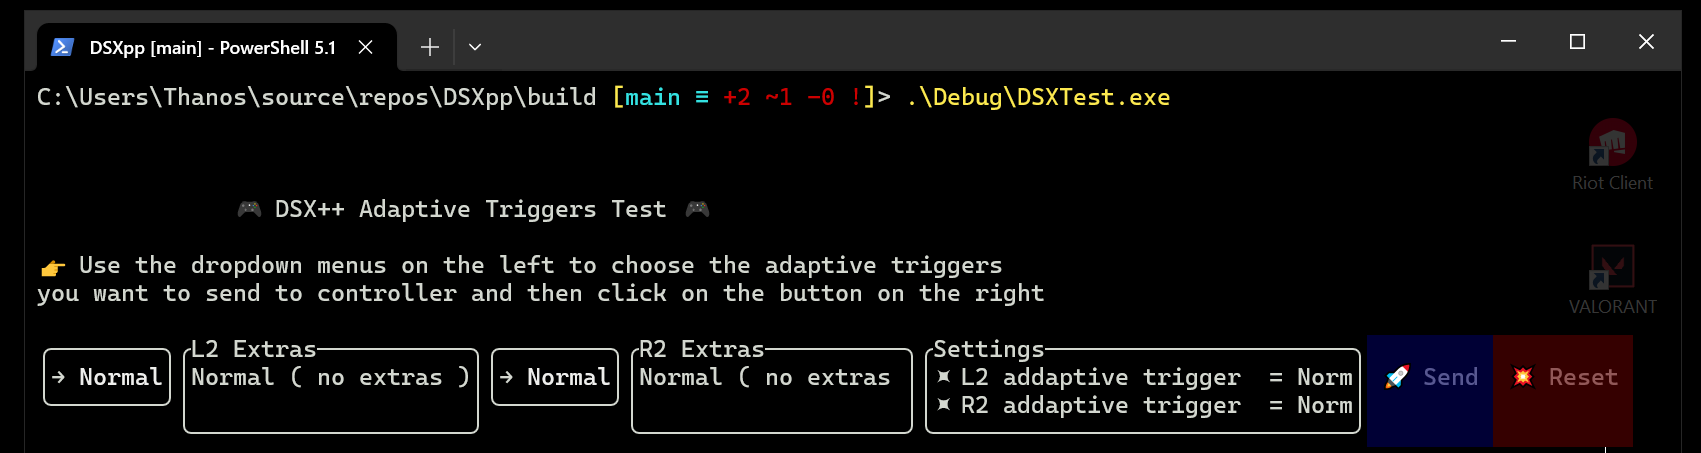 DSXpp [main] - PowerShell 5.1
C:\Users\Thanos\source\repos\DSXpp\build [main ≡ +2 ~1 -0 !]> .\Debug\DSXTest.exe
Riot Client
🎮 DSX++ Adaptive Triggers Test 🎮
👉 Use the dropdown menus on the left to choose the adaptive triggers
you want to send to controller and then click on the button on the right
VALORANT
L2 Extras R2 Extras Settings
→ Normal Normal ( no extras ) → Normal Normal ( no extras L2 addaptive trigger = Norm 🚀 Send 💥 Reset
R2 addaptive trigger = Norm